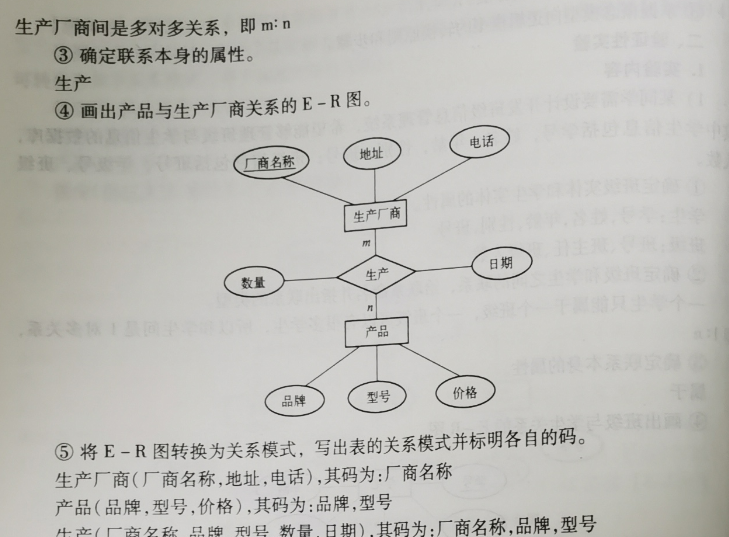 生产厂商间是多对多关系，即 m∶n
③ 确定联系本身的属性。
生产
④ 画出产品与生产厂商关系的 E－R 图。
厂商名称
地址
电话
生产厂商
m
数量
生产
日期
n
产品
品牌
型号
价格
⑤ 将 E－R 图转换为关系模式，写出表的关系模式并标明各自的码。
生产厂商(厂商名称,地址,电话),其码为:厂商名称
产品(品牌,型号,价格),其码为:品牌,型号
生产(厂商名称,品牌,型号,数量,日期),其码为:厂商名称,品牌,型号